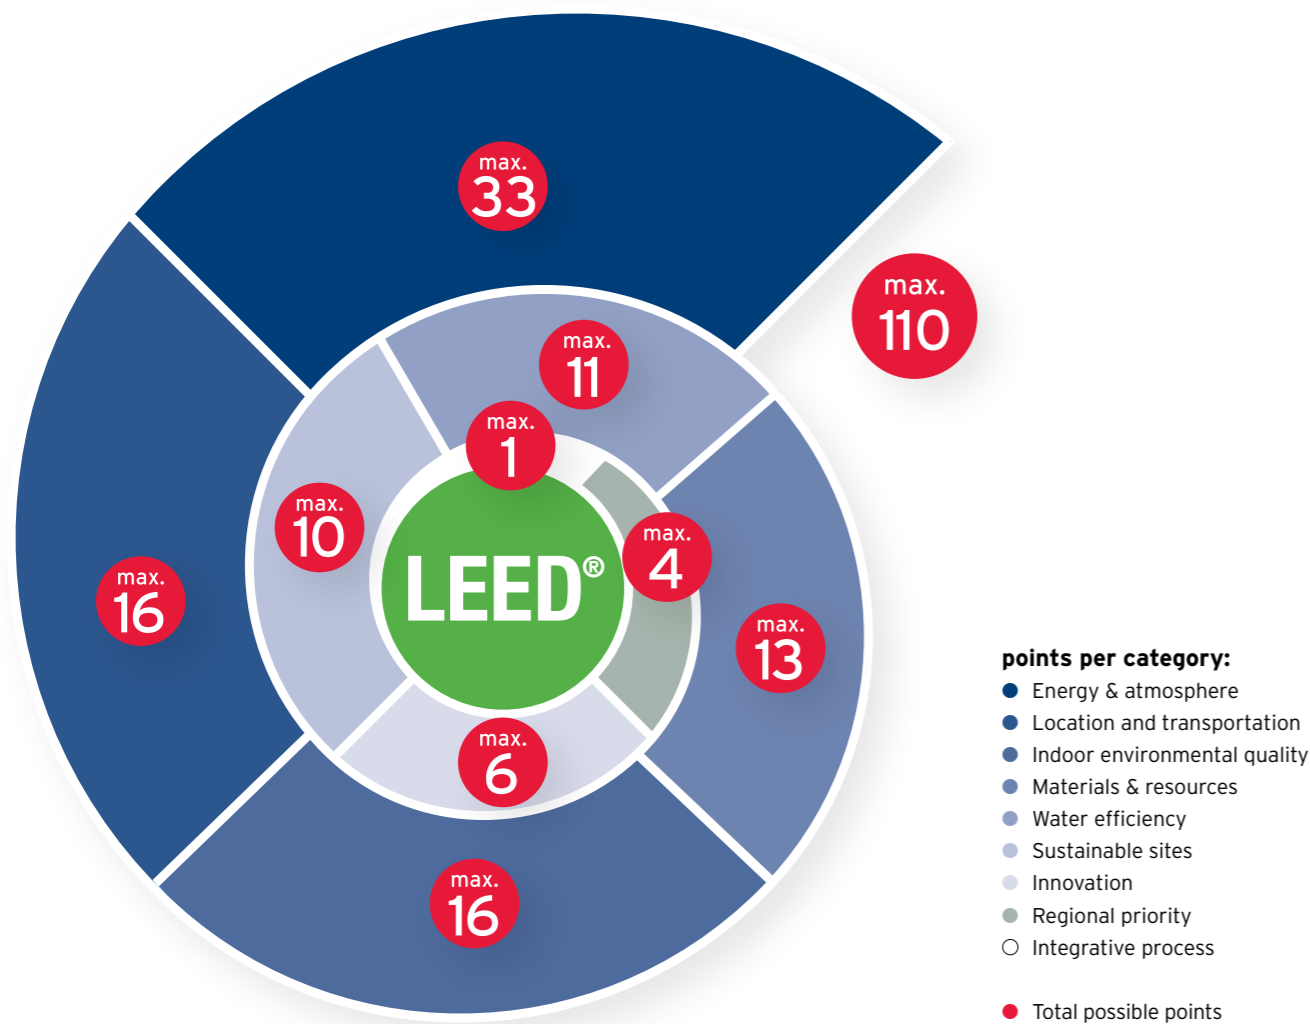 max.
33
max.
110
max.
11
max.
1
max.
10
max.
4
LEED®
max.
16
max.
13
max.
6
max.
16
points per category:
Energy & atmosphere
Location and transportation
Indoor environmental quality
Materials & resources
Water efficiency
Sustainable sites
Innovation
Regional priority
Integrative process
Total possible points